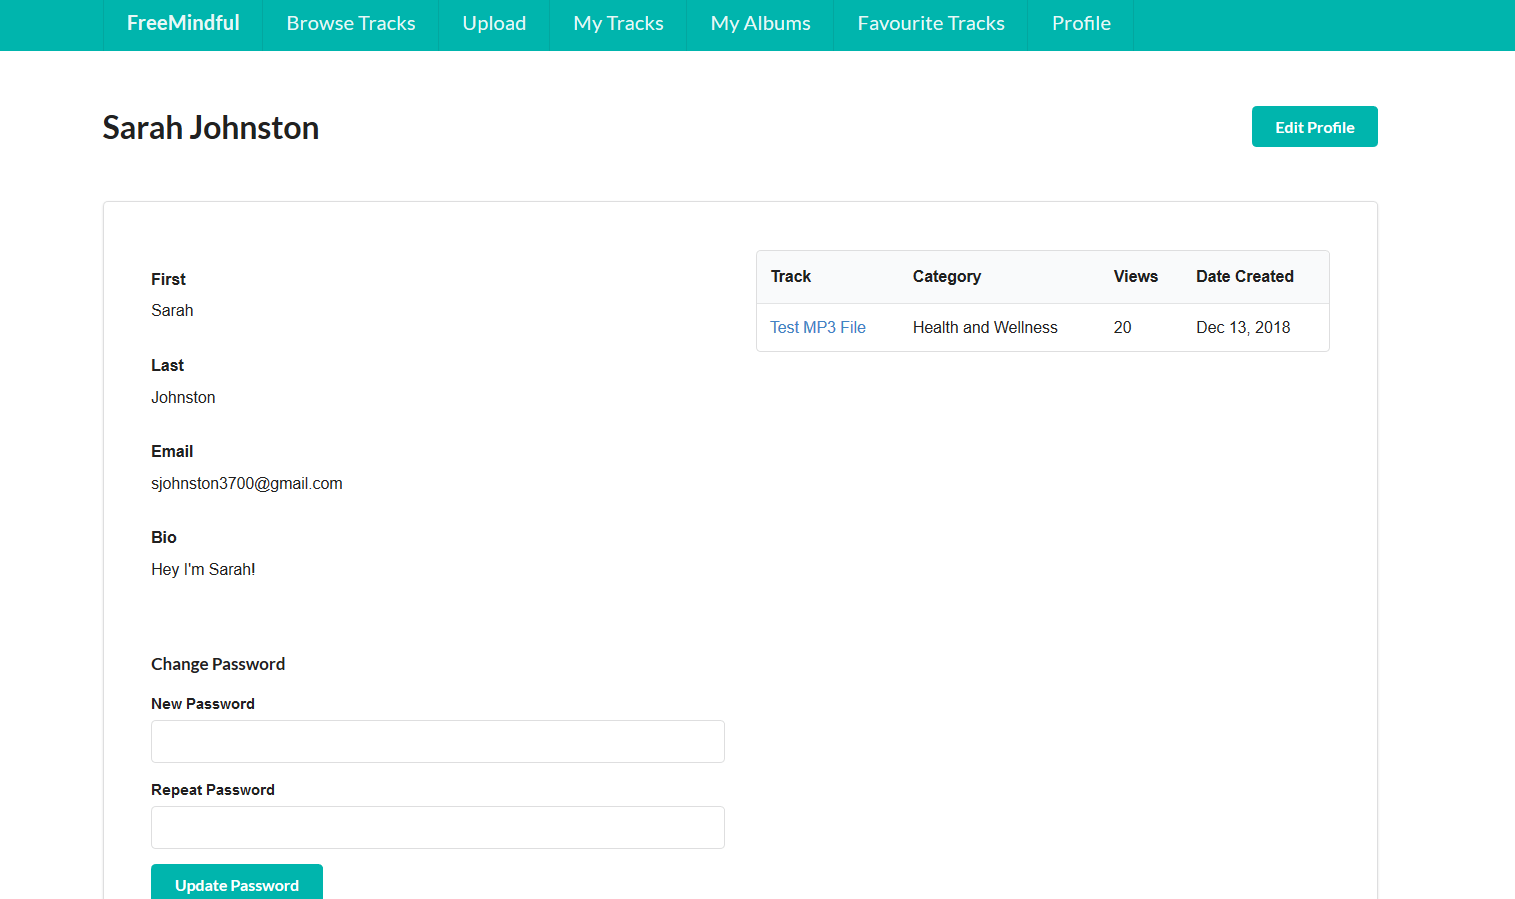 FreeMindful Browse Tracks Upload My Tracks My Albums Favourite Tracks Profile
Sarah Johnston
Edit Profile
First
Sarah
Last
Johnston
Email
sjohnston3700@gmail.com
Bio
Hey I'm Sarah!
Track Category Views Date Created
Test MP3 File Health and Wellness 20 Dec 13, 2018
Change Password
New Password
Repeat Password
Update Password